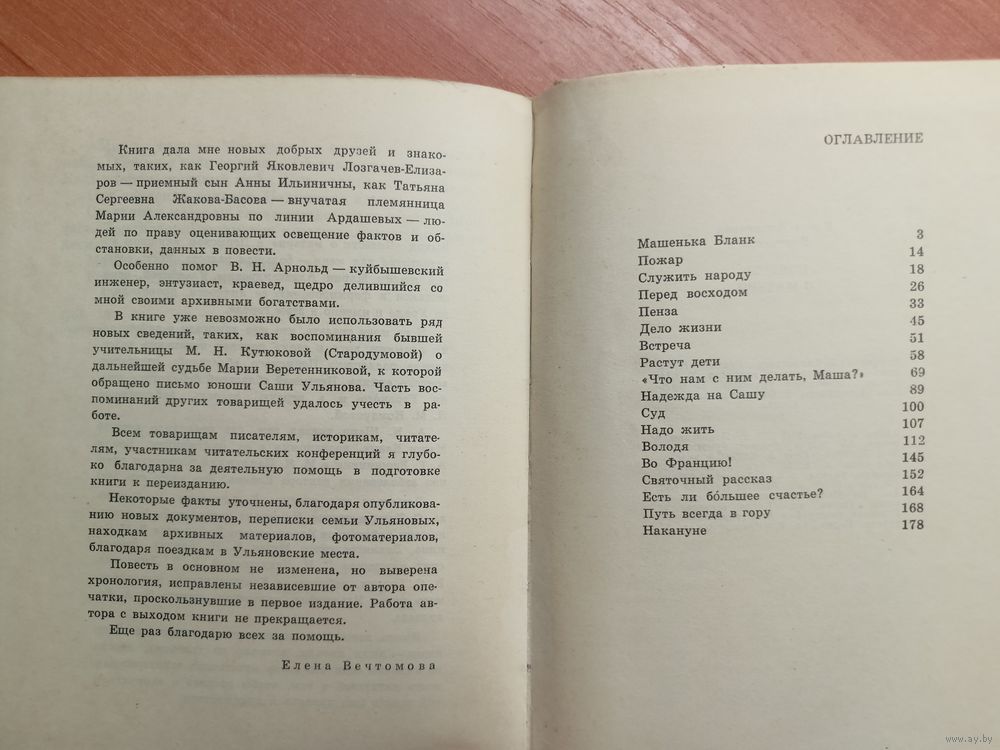 Книга дала мне новых добрых друзей и знако-
мых, таких, как Георгий Яковлевич Лозгачев-Елиза-
ров — приемный сын Анны Ильиничны, как Татьяна
Сергеевна Жакова-Басова — внучатая племянница
Марии Александровны по линии Ардашевых — лю-
дей по праву оценивающих освещение фактов и об-
становки, данных в повести.
Особенно помог В. Н. Арнольд — куйбышевский
инженер, энтузиаст, краевед, щедро делившийся со
мной своими архивными богатствами.
В книге уже невозможно было использовать ряд
новых сведений, таких, как воспоминания бывшей
учительницы М. Н. Кутюковой (Стародумовой) о
дальнейшей судьбе Марии Веретенниковой, к которой
обращено письмо юноши Саши Ульянова. Часть вос-
поминаний других товарищей удалось учесть в ра-
боте.
Всем товарищам писателям, историкам, читате-
лям, участникам читательских конференций я глубо-
ко благодарна за деятельную помощь в подготовке
книги к переизданию.
Некоторые факты уточнены, благодаря опубликова-
нию новых документов, переписки семьи Ульяновых,
находкам архивных материалов, фотоматериалов,
благодаря поездкам в Ульяновские места.
Повесть в основном не изменена, но выверена
хронология, исправлены независевшие от автора опе-
чатки, проскользнувшие в первое издание. Работа ав-
тора с выходом книги не прекращается.
Еще раз благодарю всех за помощь.
Елена Вечтомова
ОГЛАВЛЕНИЕ
Машенька Бланк 3
Пожар 14
Служить народу 18
Перед восходом 26
Пенза 33
Дело жизни 45
Встреча 51
Растут дети 58
«Что нам с ним делать, Маша?» 69
Надежда на Сашу 89
Суд 100
Надо жить 107
Володя 112
Во Францию! 145
Святочный рассказ 152
Есть ли бо́льшее счастье? 164
Путь всегда в гору 168
Накануне 178
www.ay.by